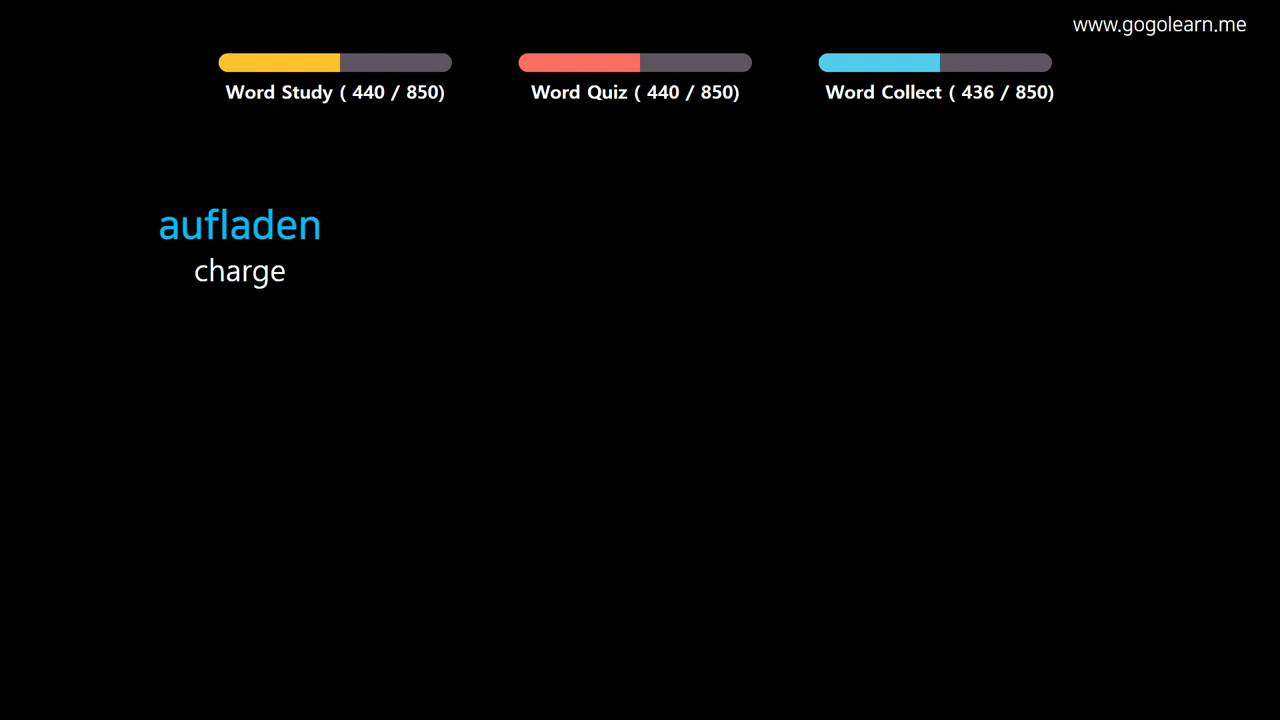 www.gogolearn.me
Word Study ( 440 / 850)
Word Quiz ( 440 / 850)
Word Collect ( 436 / 850)
aufladen
charge